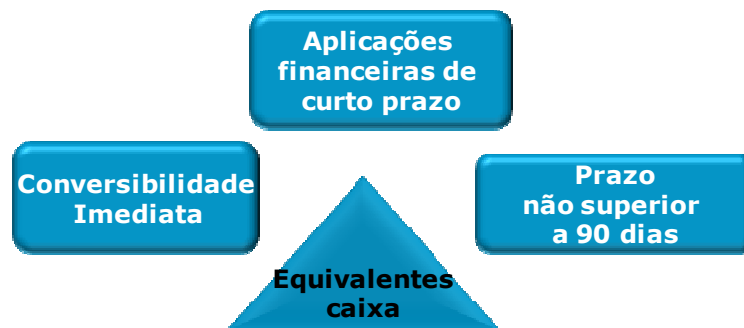 Aplicações
financeiras de
curto prazo
Conversibilidade
Imediata
Prazo
não superior
a 90 dias
Equivalentes
caixa